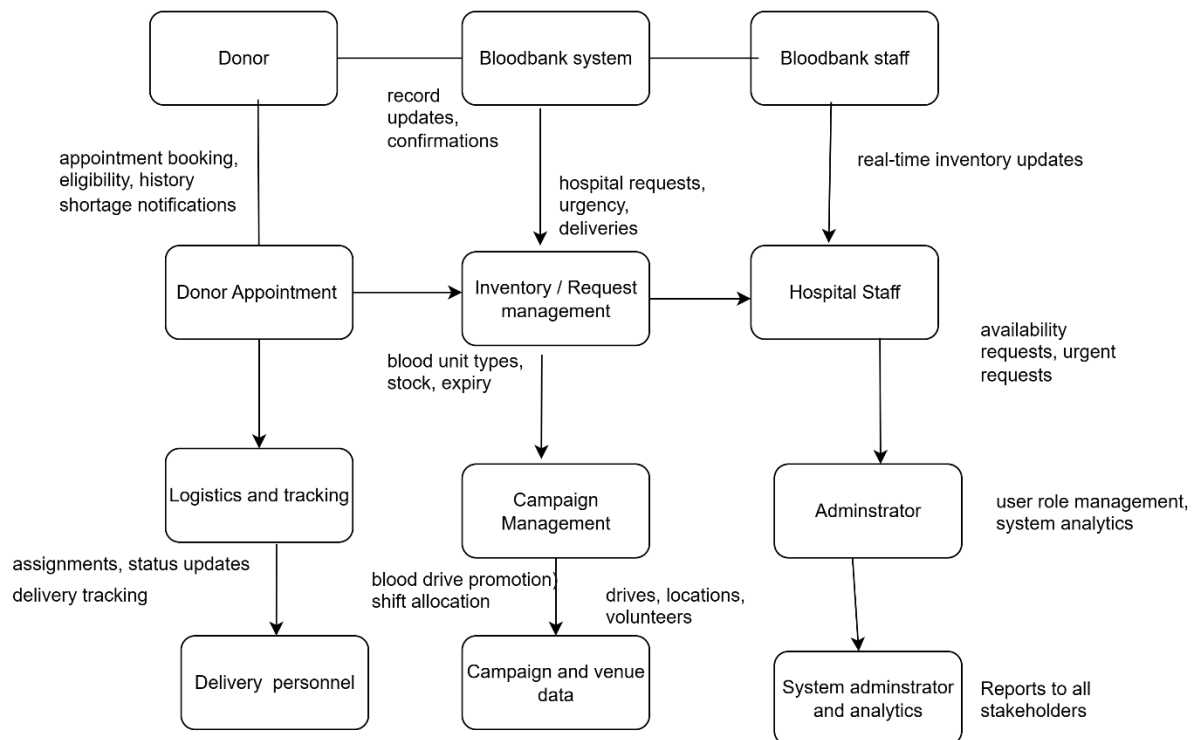 Donor
Bloodbank system
Bloodbank staff
record
updates,
confirmations
appointment booking,
eligibility, history
shortage notifications
real-time inventory updates
hospital requests,
urgency,
deliveries
Donor Appointment
Inventory / Request
management
Hospital Staff
availability
requests, urgent
requests
blood unit types,
stock, expiry
Logistics and tracking
Campaign
Management
Adminstrator
user role management,
system analytics
assignments, status updates
delivery tracking
blood drive promotion)
shift allocation
drives, locations,
volunteers
Delivery personnel
Campaign and venue
data
System adminstrator
and analytics
Reports to all
stakeholders